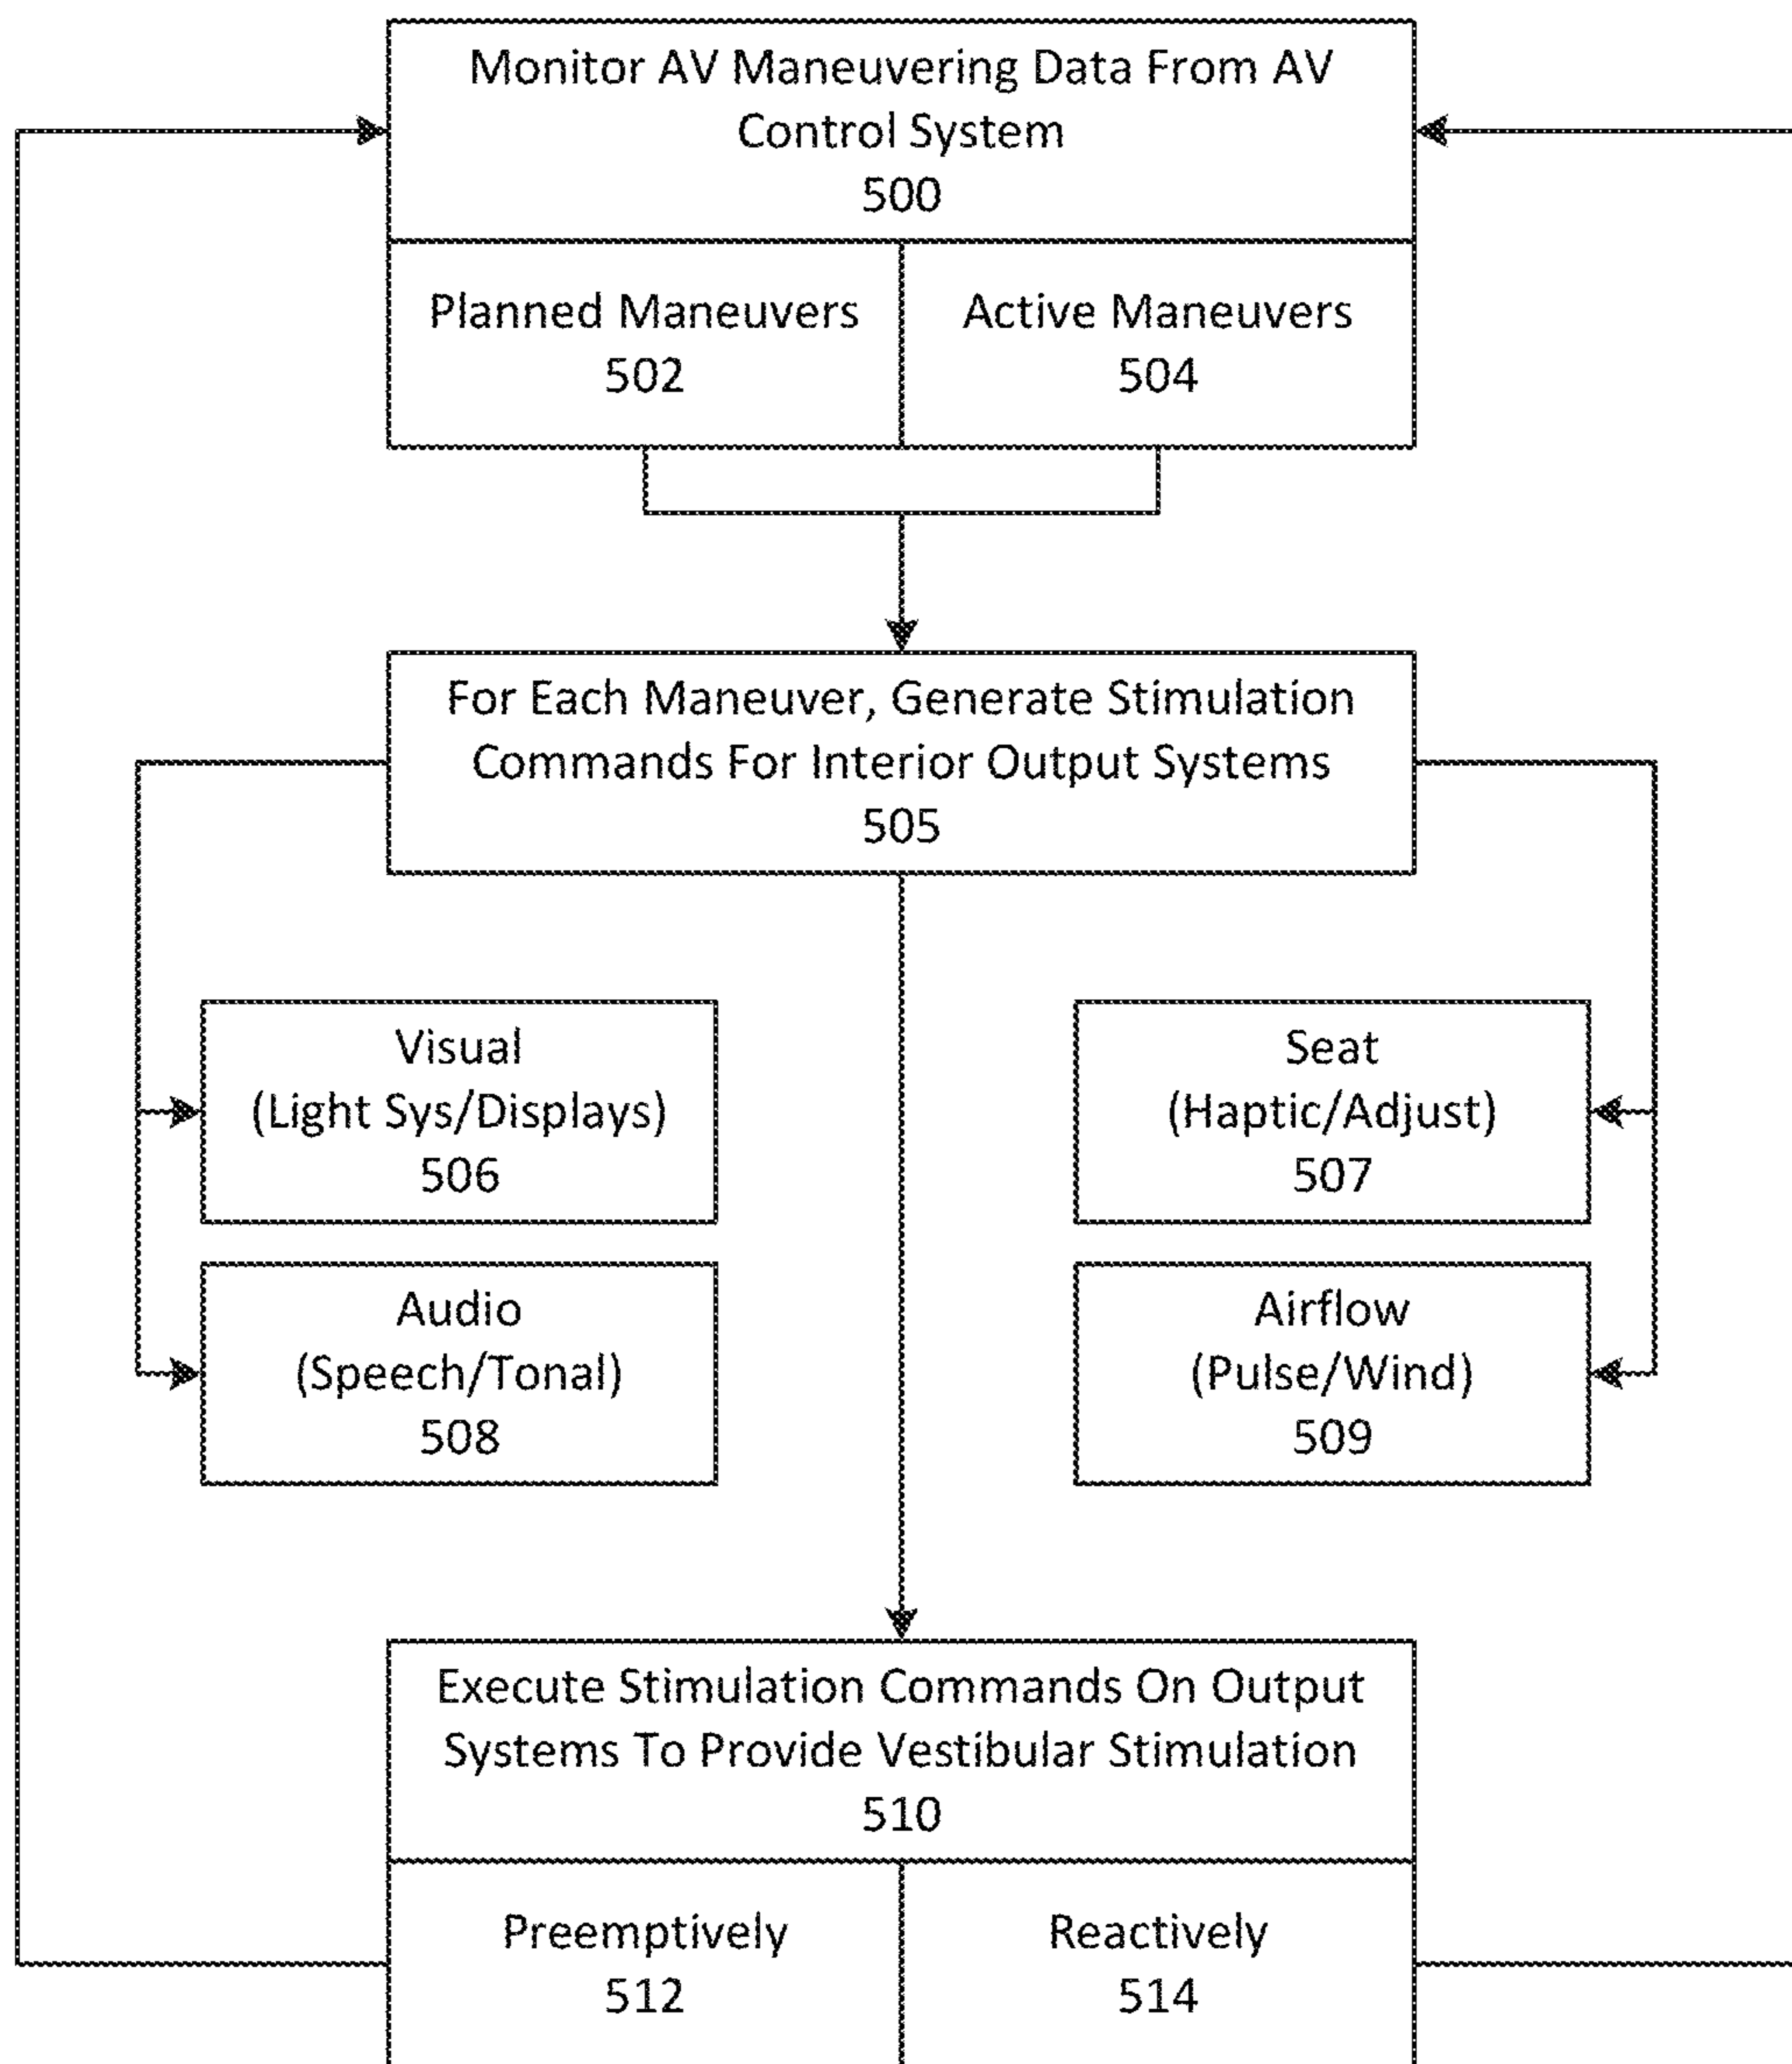 Monitor AV Maneuvering Data From AV
Control System
500
Planned Maneuvers
502
Active Maneuvers
504
For Each Maneuver, Generate Stimulation
Commands For Interior Output Systems
505
Visual
(Light Sys/Displays)
506
Seat
(Haptic/Adjust)
507
Audio
(Speech/Tonal)
508
Airflow
(Pulse/Wind)
509
Execute Stimulation Commands On Output
Systems To Provide Vestibular Stimulation
510
Preemptively
512
Reactively
514